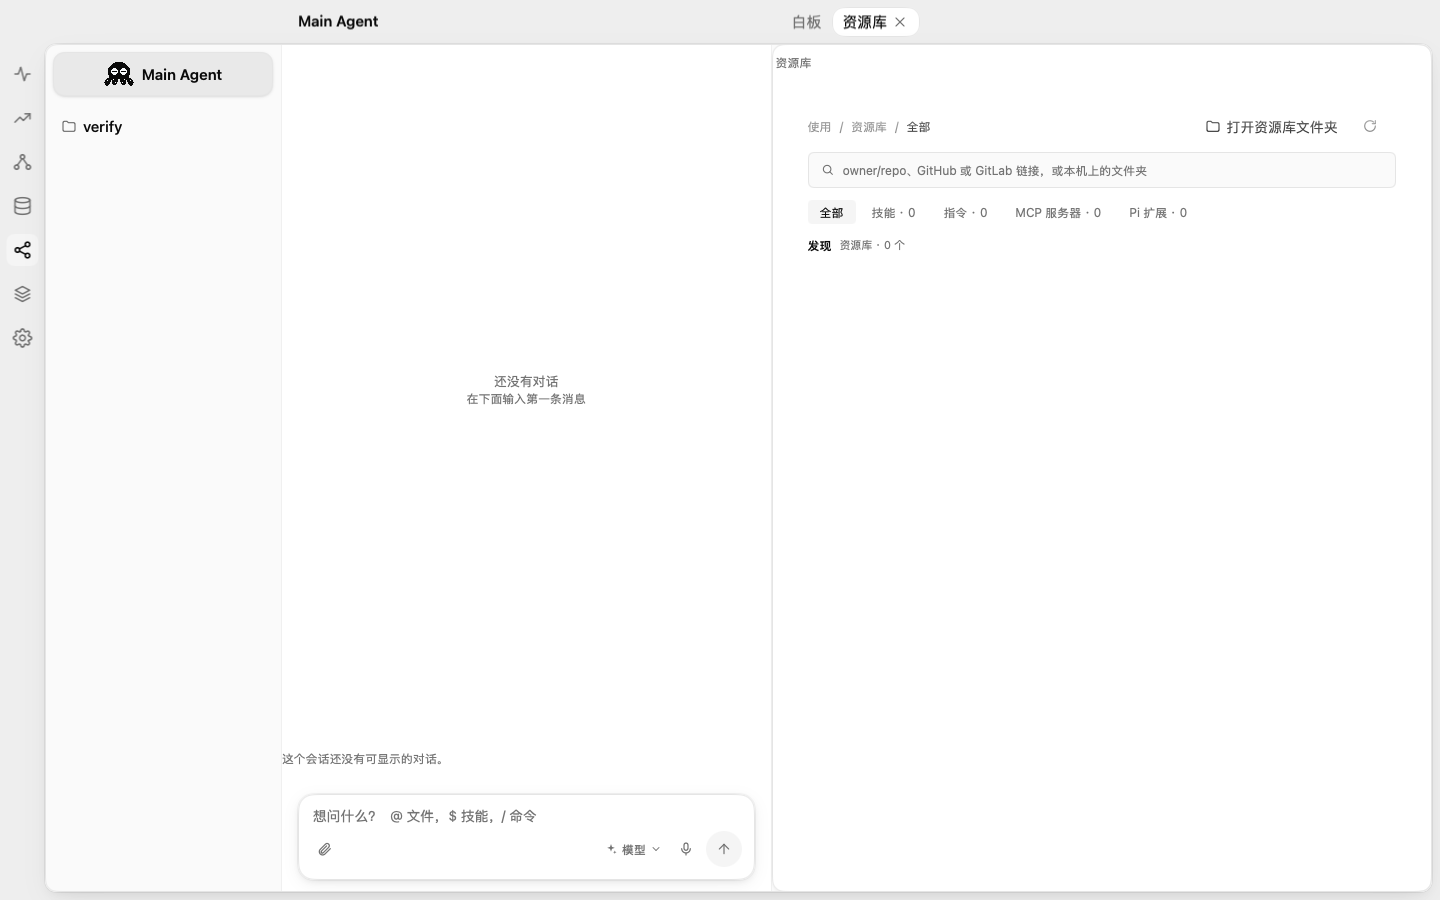 Main Agent
白板 资源库
Main Agent
verify
还没有对话
在下面输入第一条消息
这个会话还没有可显示的对话。
想问什么? @ 文件，$ 技能，/ 命令
模型
资源库
使用 / 资源库 / 全部 打开资源库文件夹
owner/repo、GitHub 或 GitLab 链接，或本机上的文件夹
全部 技能 · 0 指令 · 0 MCP 服务器 · 0 Pi 扩展 · 0
发现 资源库 · 0 个